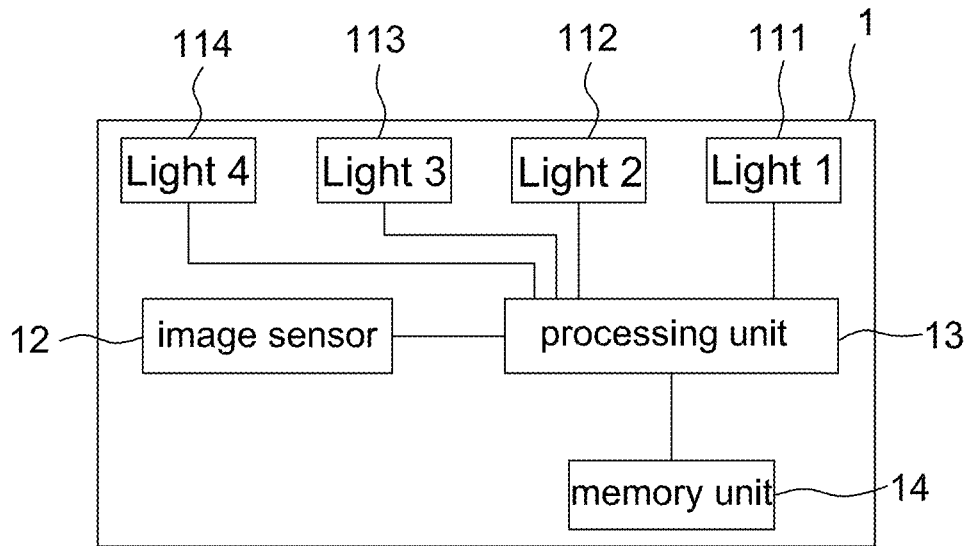 114 113 112 111 1
Light 4 Light 3 Light 2 Light 1
12 image sensor processing unit 13
memory unit 14